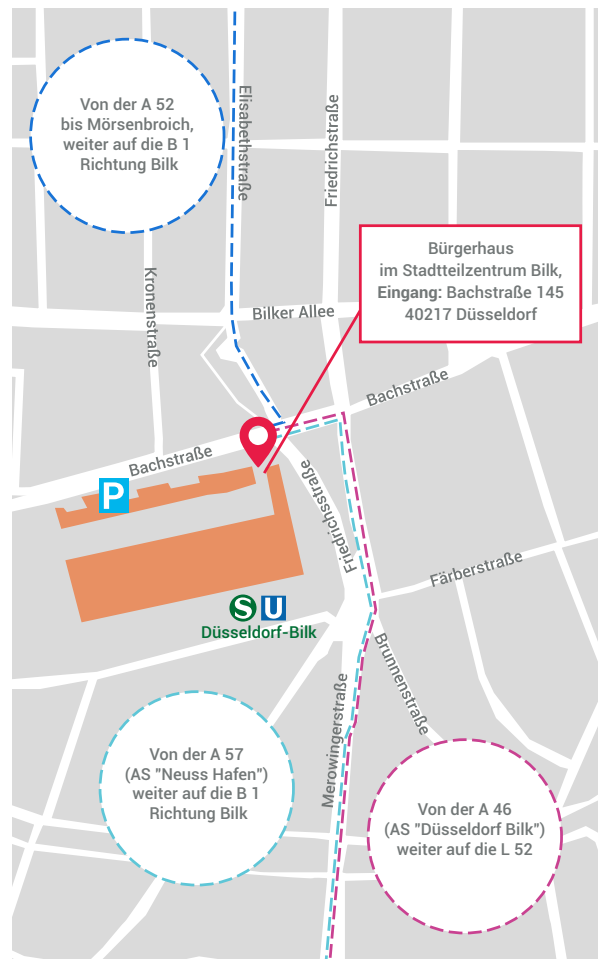 Von der A 52
bis Mörsenbroich,
weiter auf die B 1
Richtung Bilk
Elisabethstraße
Friedrichstraße
Bürgerhaus
im Stadtteilzentrum Bilk,
Eingang: Bachstraße 145
40217 Düsseldorf
Kronenstraße
Bilker Allee
Bachstraße
Bachstraße
P
Friedrichsstraße
Färberstraße
S U
Düsseldorf-Bilk
Brunnenstraße
Merowingerstraße
Von der A 57
(AS "Neuss Hafen")
weiter auf die B 1
Richtung Bilk
Von der A 46
(AS "Düsseldorf Bilk")
weiter auf die L 52